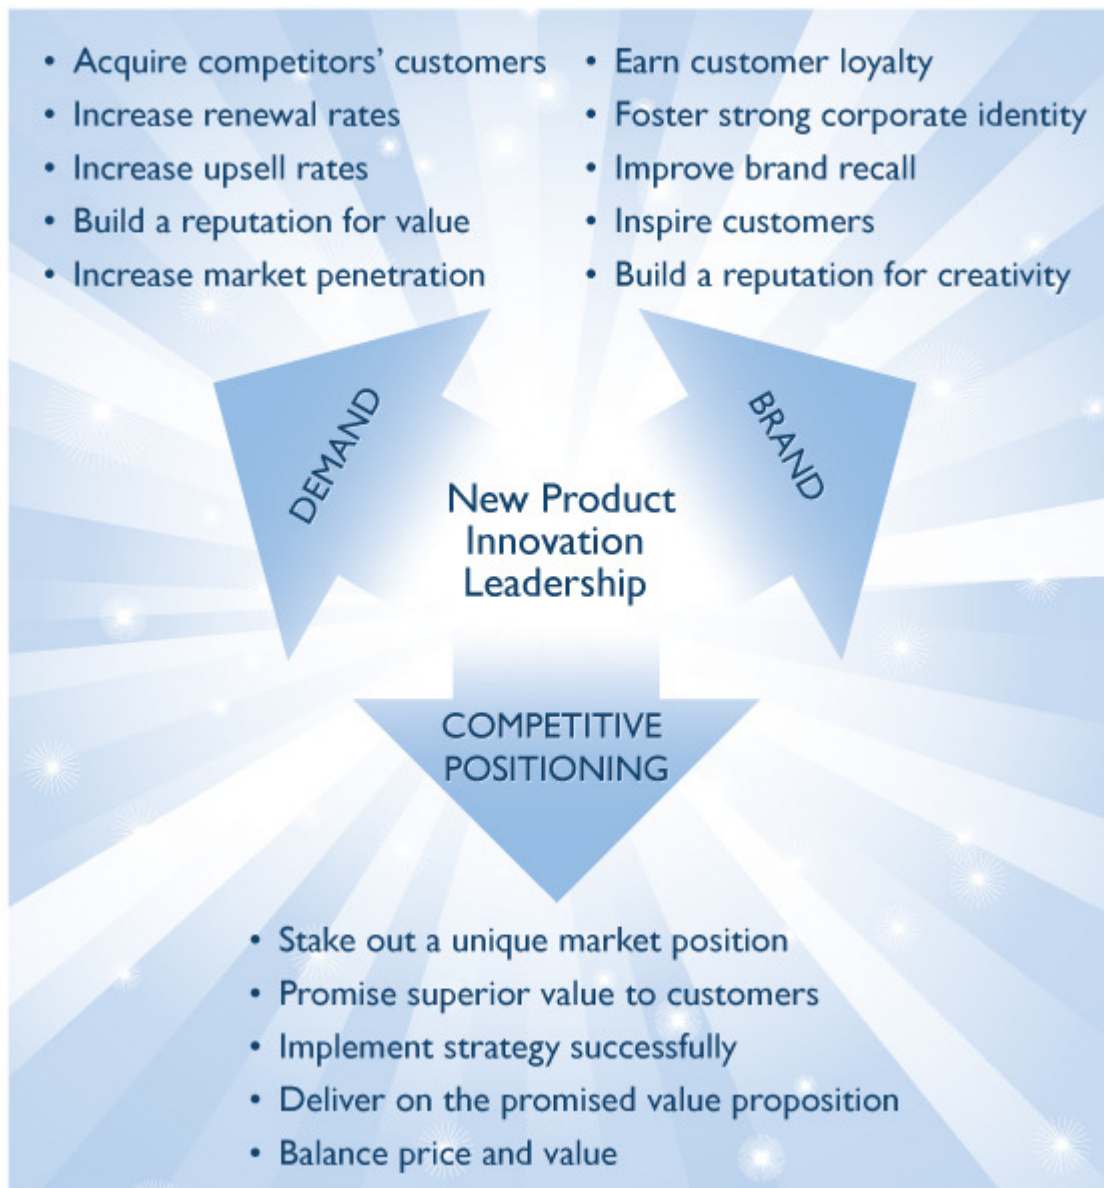 • Acquire competitors’ customers
• Increase renewal rates
• Increase upsell rates
• Build a reputation for value
• Increase market penetration
• Earn customer loyalty
• Foster strong corporate identity
• Improve brand recall
• Inspire customers
• Build a reputation for creativity
DEMAND
BRAND
New Product
Innovation
Leadership
COMPETITIVE
POSITIONING
• Stake out a unique market position
• Promise superior value to customers
• Implement strategy successfully
• Deliver on the promised value proposition
• Balance price and value